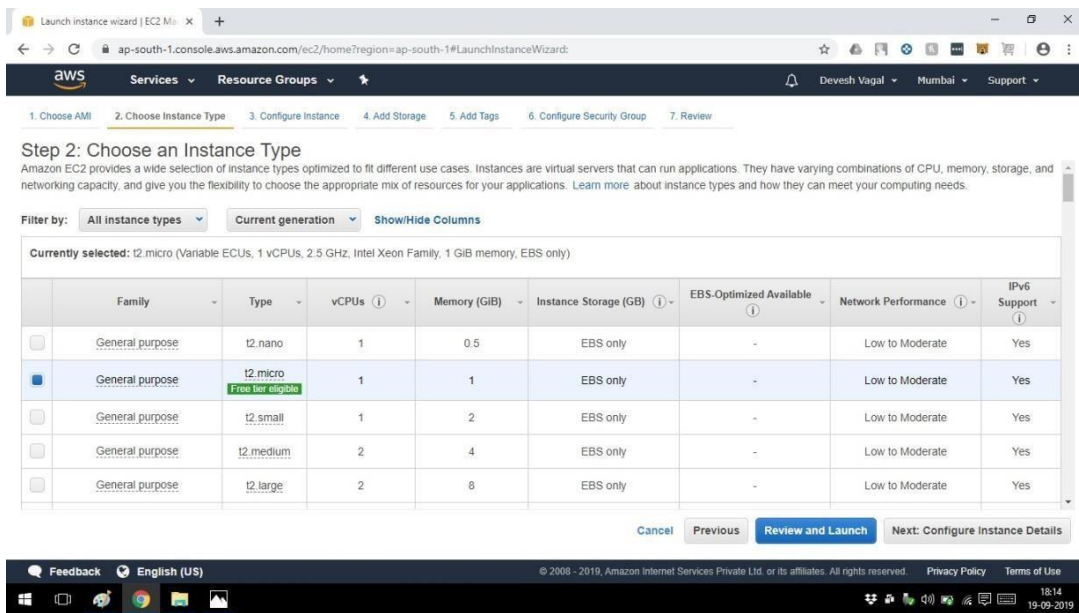 Launch instance wizard | EC2 Ma
ap-south-1.console.aws.amazon.com/ec2/home?region=ap-south-1#LaunchInstanceWizard:
aws Services Resource Groups Devesh Vagal Mumbai Support
1. Choose AMI 2. Choose Instance Type 3. Configure Instance 4. Add Storage 5. Add Tags 6. Configure Security Group 7. Review
Step 2: Choose an Instance Type
Amazon EC2 provides a wide selection of instance types optimized to fit different use cases. Instances are virtual servers that can run applications. They have varying combinations of CPU, memory, storage, and
networking capacity, and give you the flexibility to choose the appropriate mix of resources for your applications. Learn more about instance types and how they can meet your computing needs.
Filter by: All instance types Current generation Show/Hide Columns
Currently selected: t2.micro (Variable ECUs, 1 vCPUs, 2.5 GHz, Intel Xeon Family, 1 GiB memory, EBS only)
Family Type vCPUs Memory (GiB) Instance Storage (GB) EBS-Optimized Available Network Performance IPv6 Support
General purpose t2.nano 1 0.5 EBS only - Low to Moderate Yes
General purpose t2.micro Free tier eligible 1 1 EBS only - Low to Moderate Yes
General purpose t2.small 1 2 EBS only - Low to Moderate Yes
General purpose t2.medium 2 4 EBS only - Low to Moderate Yes
General purpose t2.large 2 8 EBS only - Low to Moderate Yes
Cancel Previous Review and Launch Next: Configure Instance Details
Feedback English (US) © 2008 - 2019, Amazon Internet Services Private Ltd. or its affiliates. All rights reserved. Privacy Policy Terms of Use
18:14
19-09-2019